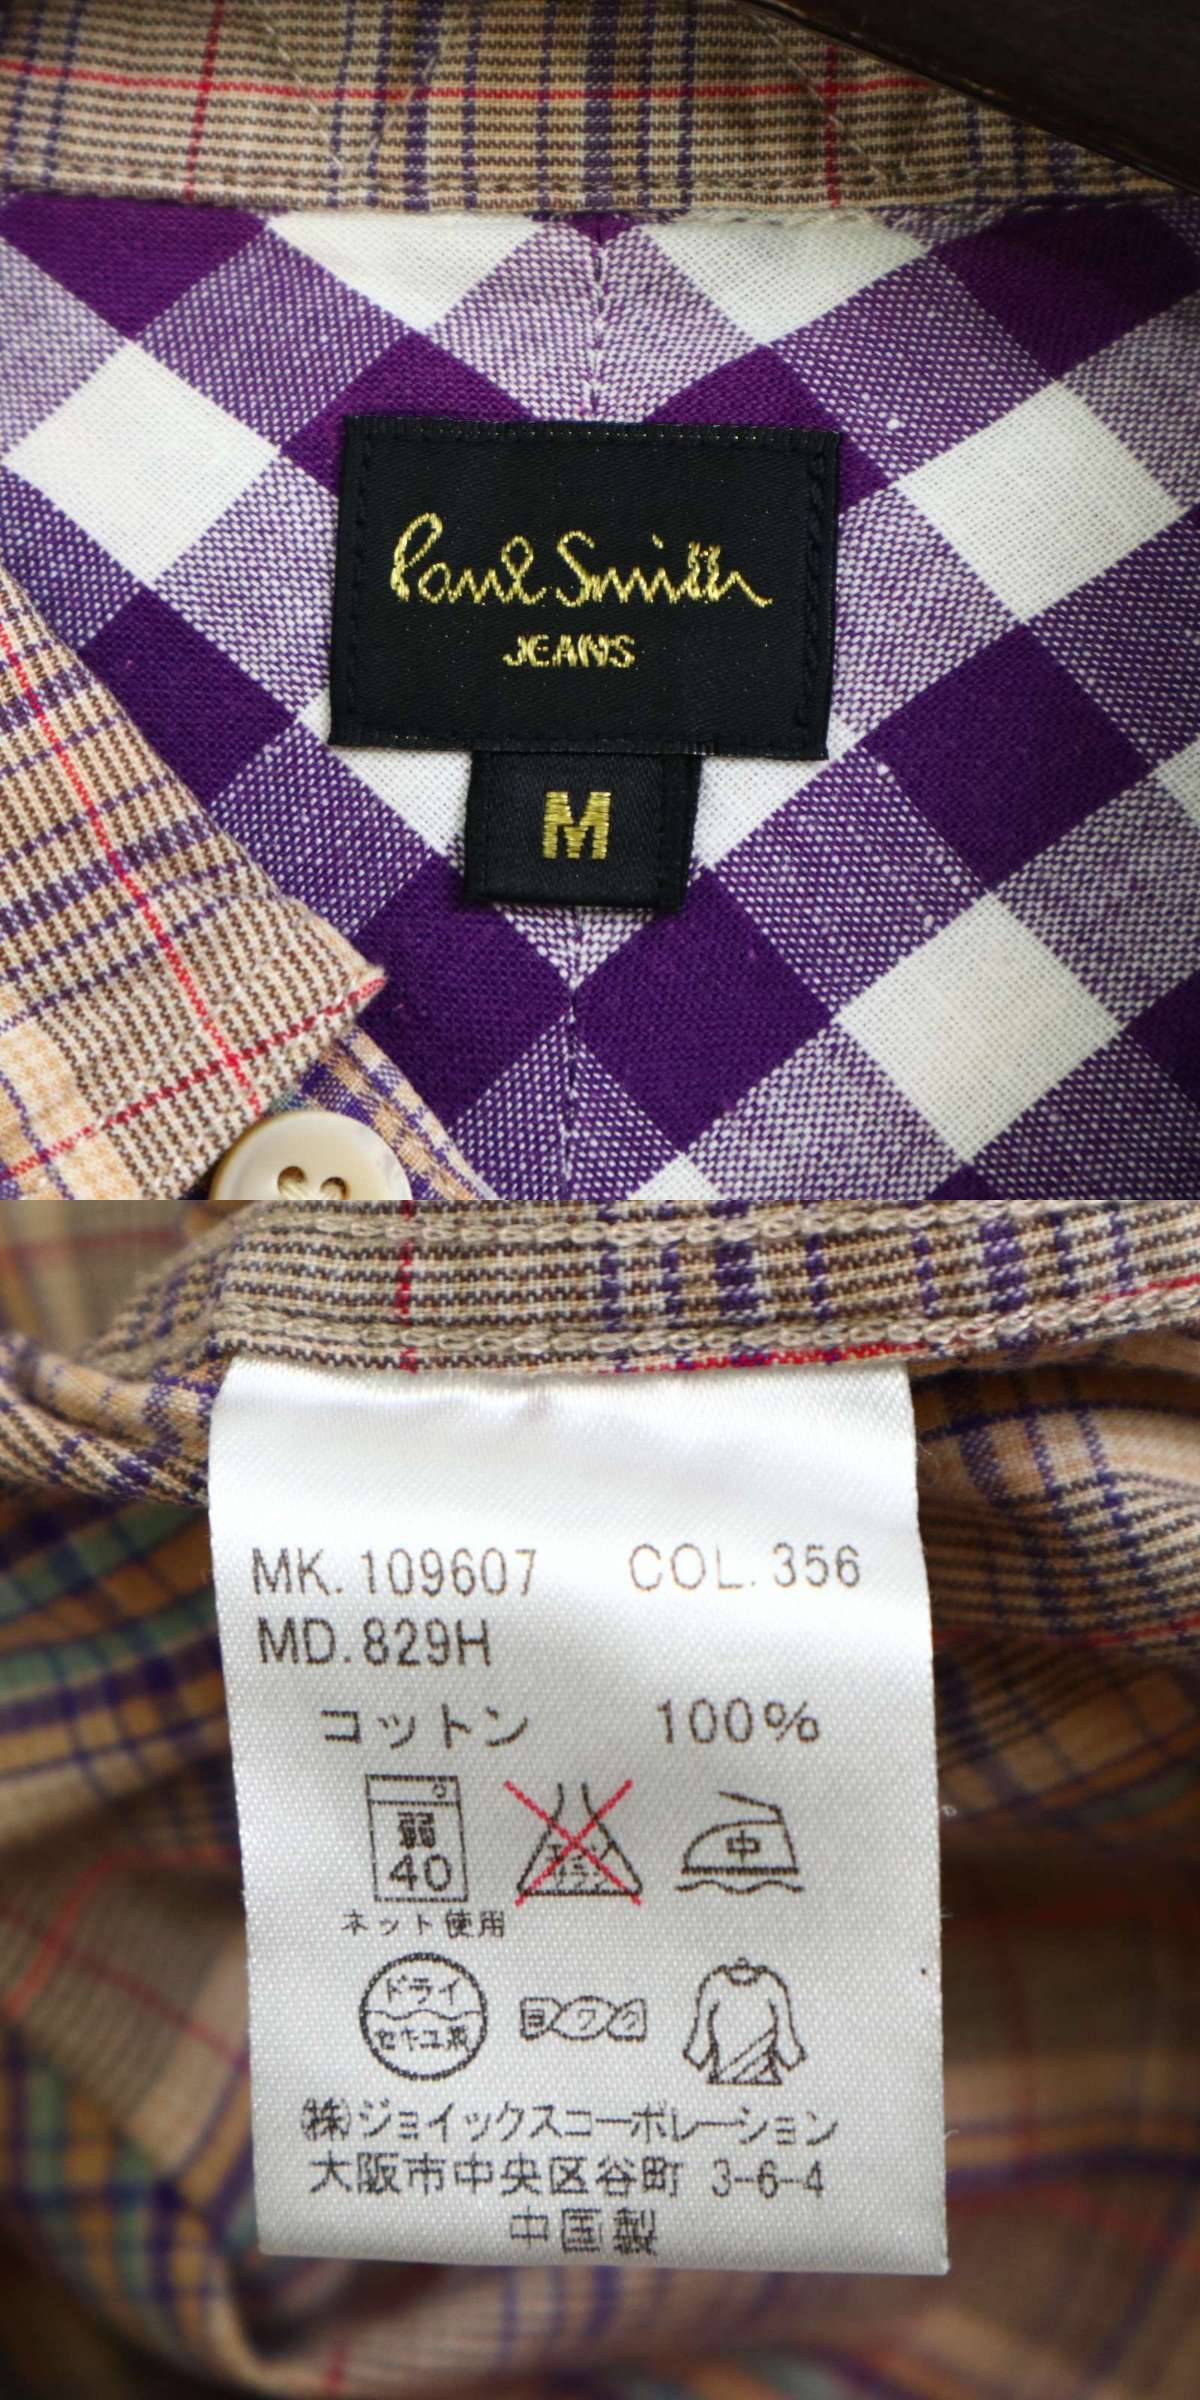 Paul Smith
JEANS
M
MK.109607 COL.356
MD.829H
コットン 100%
弱
40
中
ネット使用
ドライ
セキユ系
ヨワク
㈱ジョイックスコーポレーション
大阪市中央区谷町 3-6-4
中国製